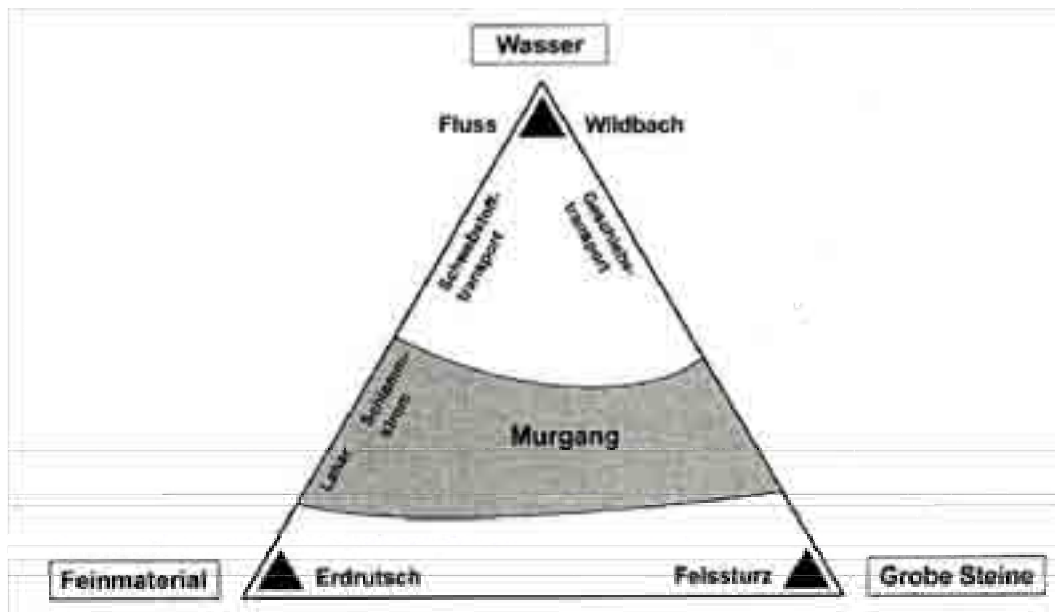 Wasser
Fluss
Wildbach
Schwebstoff-
transport
Geschiebe-
transport
Schlamm-
strom
Lahar
Murgang
Feinmaterial
Erdrutsch
Felssturz
Grobe Steine